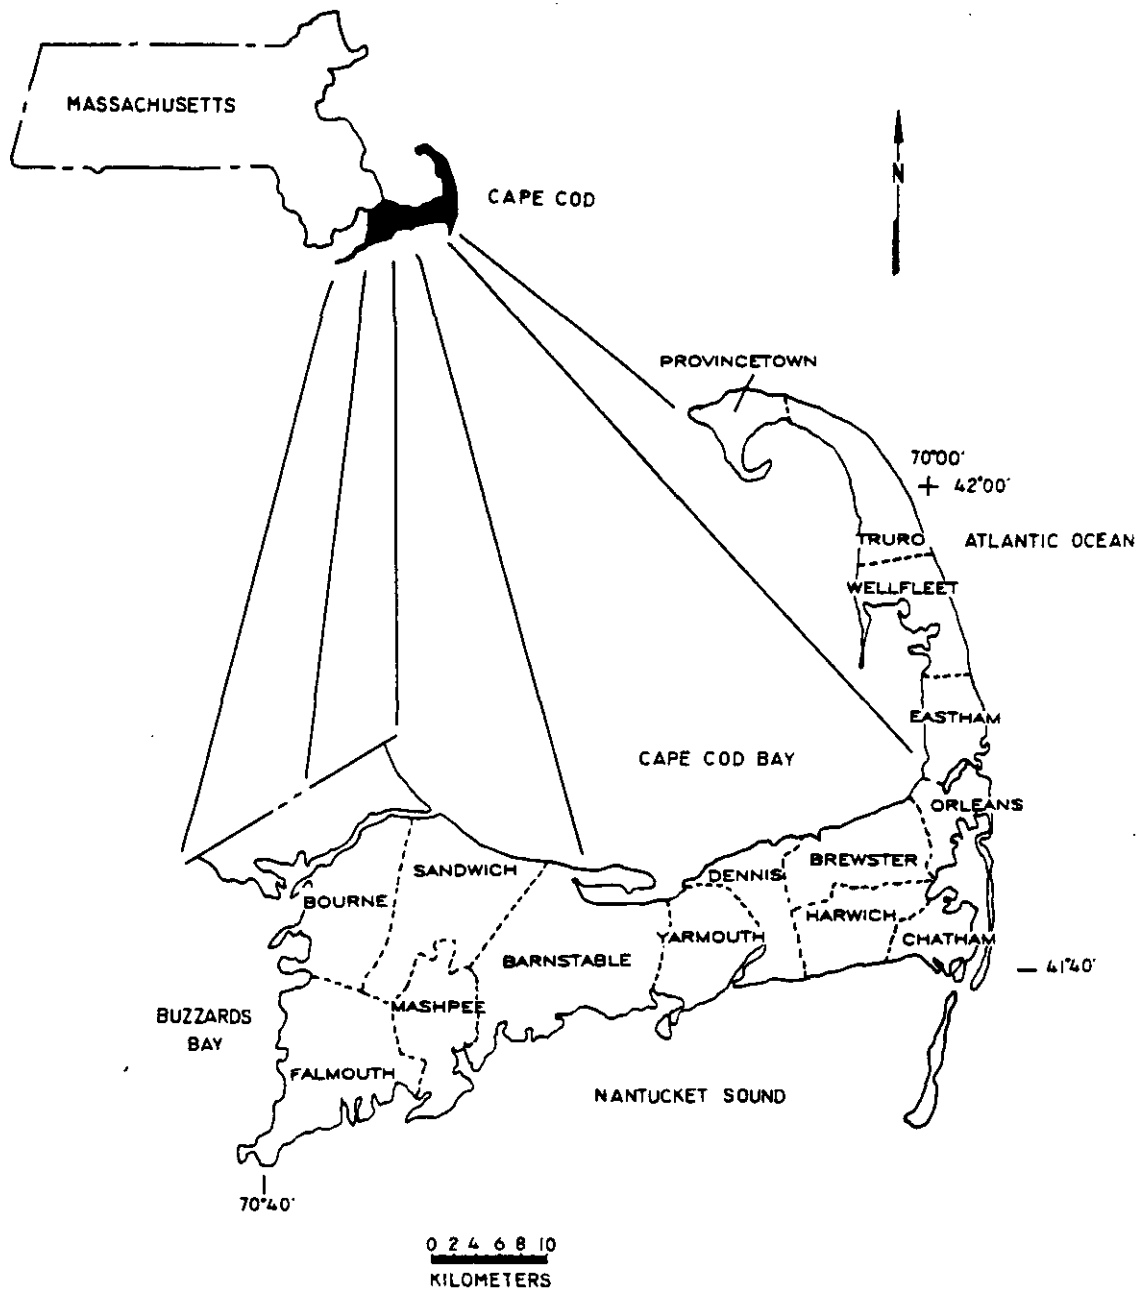 MASSACHUSETTS
CAPE COD
N
PROVINCETOWN
70°00'
42°00'
TRURO
ATLANTIC OCEAN
WELLFLEET
EASTHAM
CAPE COD BAY
ORLEANS
SANDWICH
DENNIS
BREWSTER
BOURNE
HARWICH
YARMOUTH
CHATHAM
BARNSTABLE
41°40'
MASHPEE
BUZZARDS
BAY
FALMOUTH
NANTUCKET SOUND
70°40'
0 2 4 6 8 10
KILOMETERS